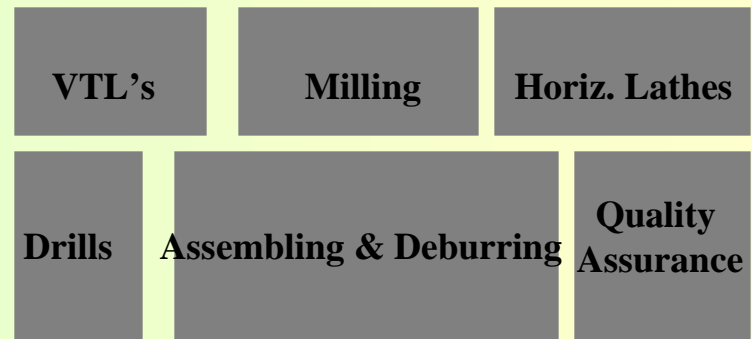 VTL’s
Milling
Horiz. Lathes
Drills
Assembling & Deburring
Quality
Assurance